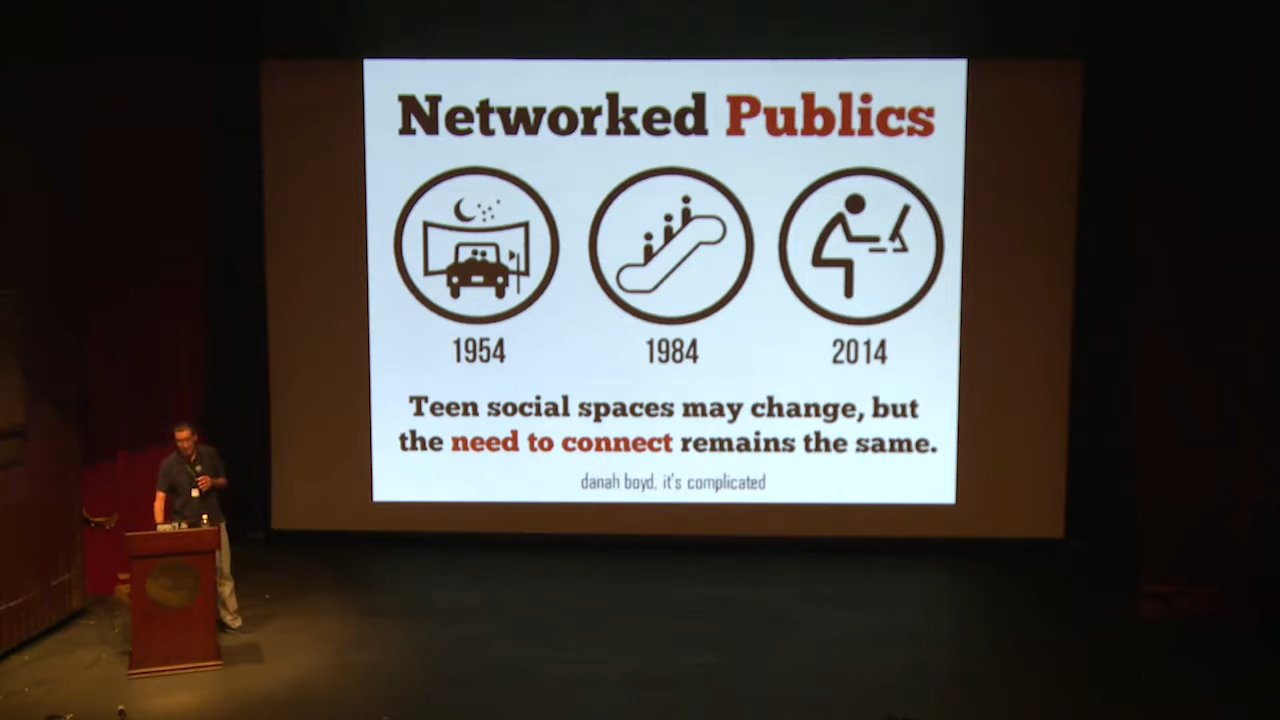 Networked Publics
1954 1984 2014
Teen social spaces may change, but
the need to connect remains the same.
danah boyd, it's complicated